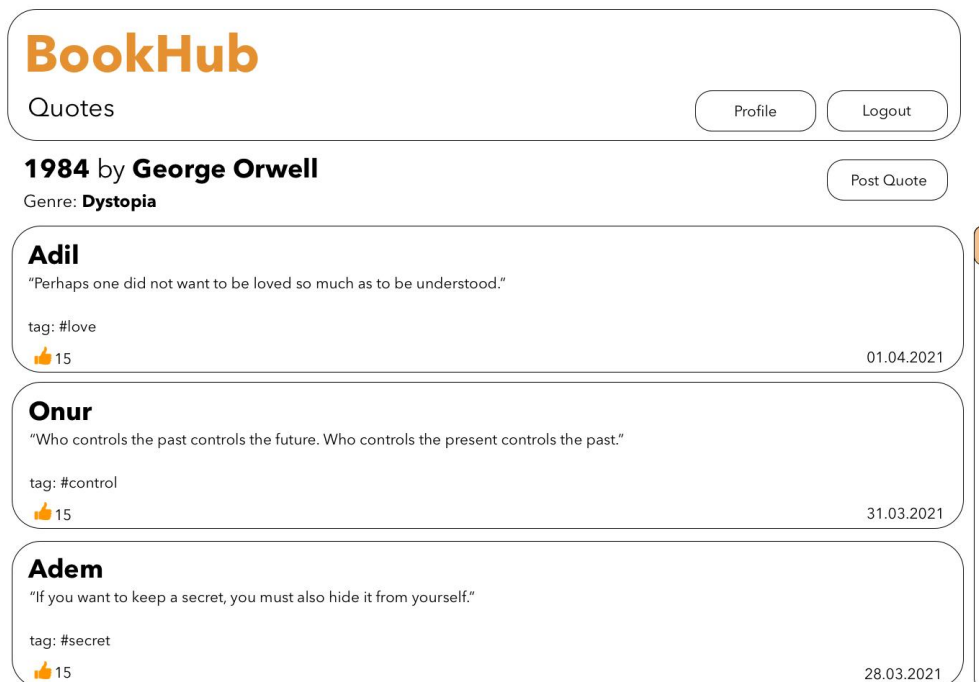 BookHub
Quotes
Profile
Logout
1984 by George Orwell
Post Quote
Genre: Dystopia
Adil
“Perhaps one did not want to be loved so much as to be understood.”
tag: #love
15
01.04.2021
Onur
“Who controls the past controls the future. Who controls the present controls the past.”
tag: #control
15
31.03.2021
Adem
“If you want to keep a secret, you must also hide it from yourself.”
tag: #secret
15
28.03.2021